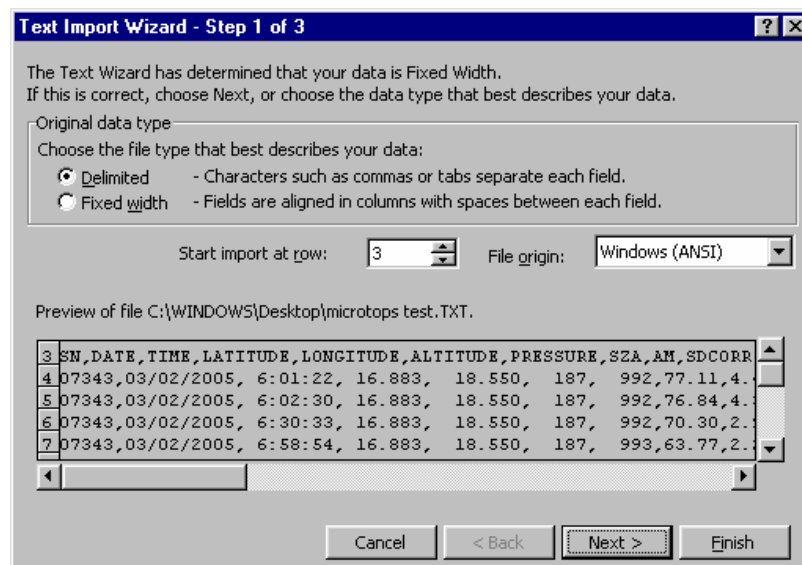 Text Import Wizard - Step 1 of 3
The Text Wizard has determined that your data is Fixed Width.
If this is correct, choose Next, or choose the data type that best describes your data.
Original data type
Choose the file type that best describes your data:
Delimited - Characters such as commas or tabs separate each field.
Fixed width - Fields are aligned in columns with spaces between each field.
Start import at row: 3 File origin: Windows (ANSI)
Preview of file C:\WINDOWS\Desktop\microtops test.TXT.
3 SN,DATE,TIME,LATITUDE,LONGITUDE,ALTITUDE,PRESSURE,SZA,AM,SDCORR
4 07343,03/02/2005, 6:01:22, 16.883, 18.550, 187, 992,77.11,4.
5 07343,03/02/2005, 6:02:30, 16.883, 18.550, 187, 992,76.84,4.
6 07343,03/02/2005, 6:30:33, 16.883, 18.550, 187, 992,70.30,2.
7 07343,03/02/2005, 6:58:54, 16.883, 18.550, 187, 993,63.77,2.
Cancel < Back Next > Finish